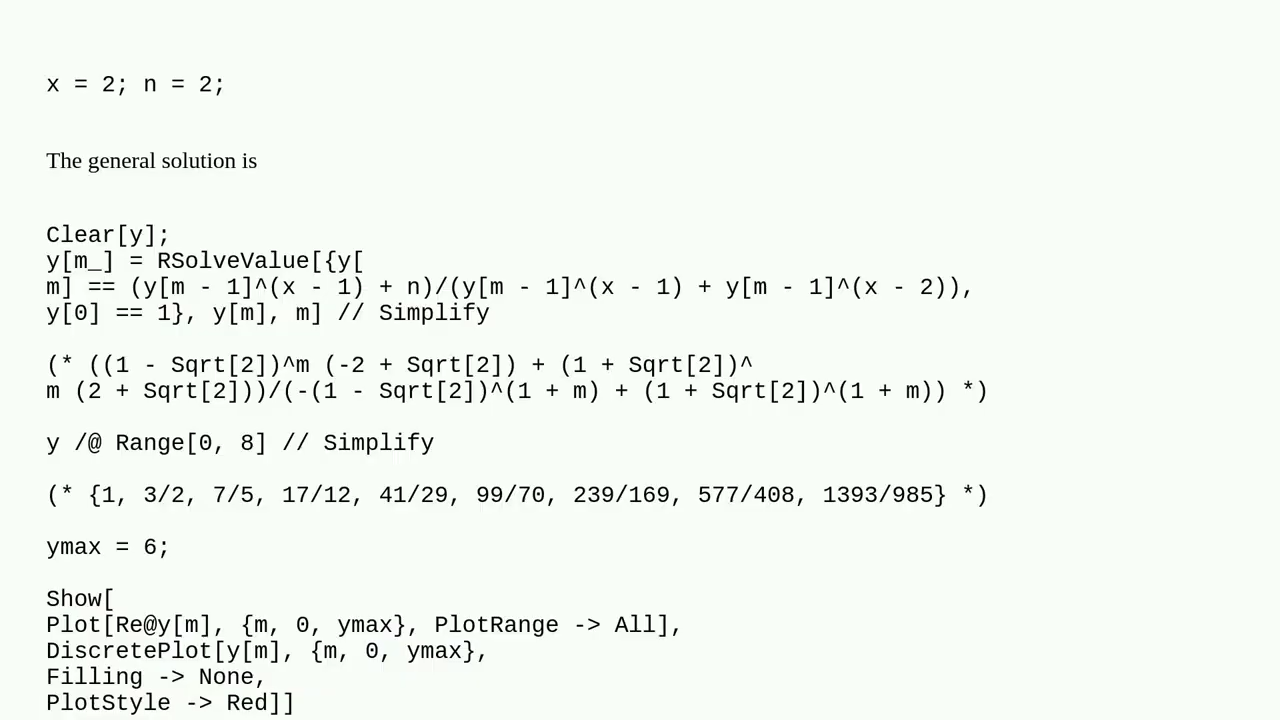 x = 2; n = 2;
The general solution is
Clear[y];
y[m_] = RSolveValue[{y[
m] == (y[m - 1]^(x - 1) + n)/(y[m - 1]^(x - 1) + y[m - 1]^(x - 2)),
y[0] == 1}, y[m], m] // Simplify
(* ((1 - Sqrt[2])^m (-2 + Sqrt[2]) + (1 + Sqrt[2])^
m (2 + Sqrt[2]))/(-(1 - Sqrt[2])^(1 + m) + (1 + Sqrt[2])^(1 + m)) *)
y /@ Range[0, 8] // Simplify
(* {1, 3/2, 7/5, 17/12, 41/29, 99/70, 239/169, 577/408, 1393/985} *)
ymax = 6;
Show[
Plot[Re@y[m], {m, 0, ymax}, PlotRange -> All],
DiscretePlot[y[m], {m, 0, ymax},
Filling -> None,
PlotStyle -> Red]]